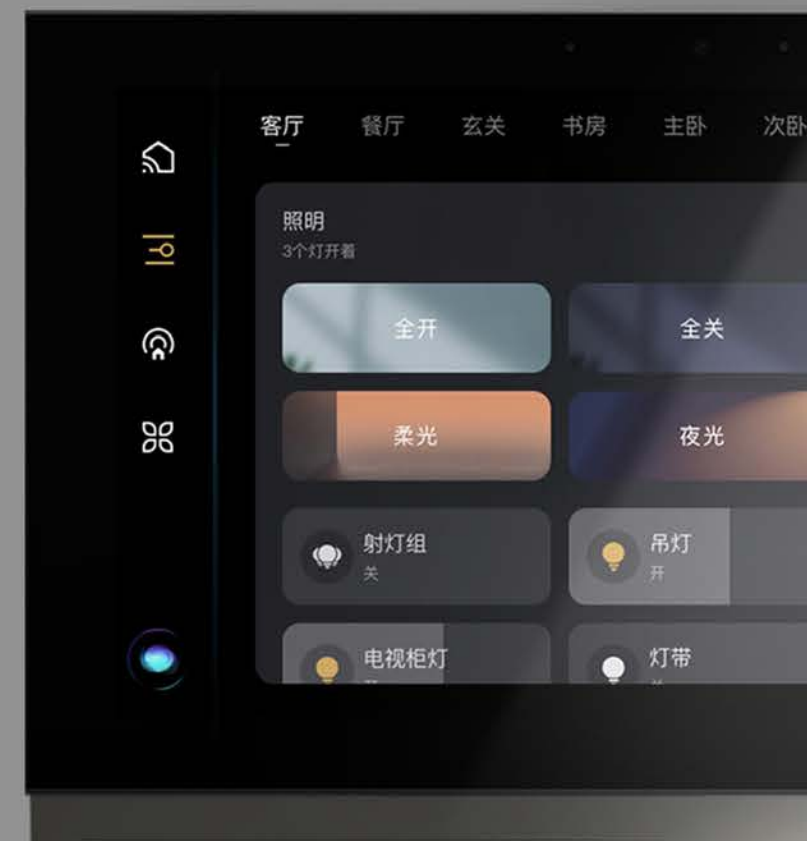 客厅 餐厅 玄关 书房 主卧 次卧
照明
3个灯开着
全开 全关
柔光 夜光
射灯组 吊灯
关 开
电视柜灯 灯带